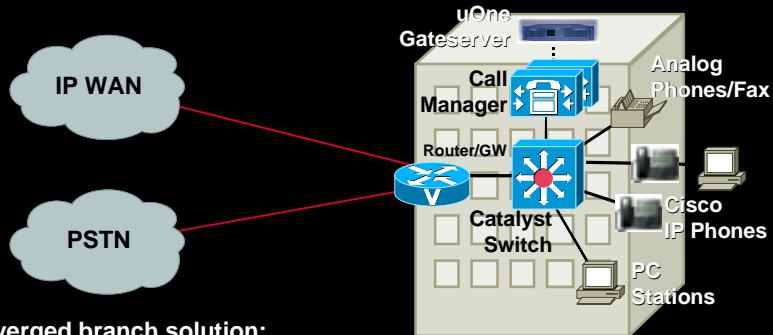 uOne
Gateserver
IP WAN
Call
Manager
Analog
Phones/Fax
Router/GW
V
PSTN
Catalyst
Switch
Cisco
IP Phones
PC
Stations
verged branch solution: